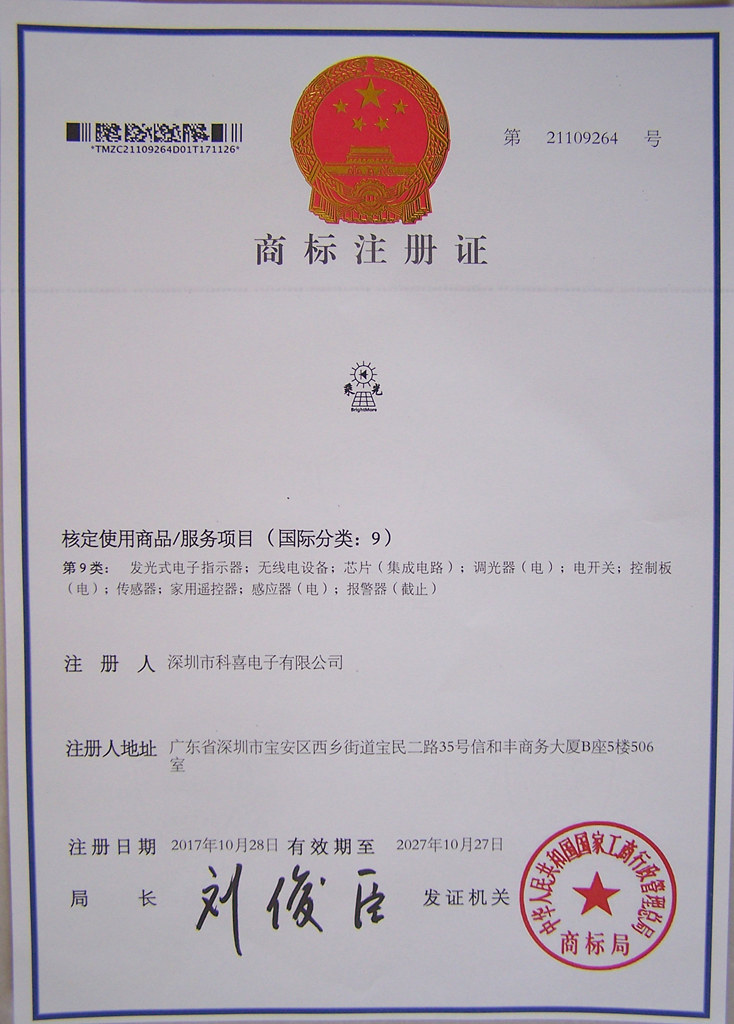 *TMZC21109264D01T171126*
第 21109264 号
商标注册证
光
BrightMore
核定使用商品/服务项目（国际分类：9）
第9类： 发光式电子指示器；无线电设备；芯片（集成电路）；调光器（电）；电开关；控制板
（电）；传感器；家用遥控器；感应器（电）；报警器（截止）
注册人 深圳市科喜电子有限公司
注册人地址 广东省深圳市宝安区西乡街道宝民二路35号信和丰商务大厦B座5楼506
室
注册日期 2017年10月28日 有效期至 2027年10月27日
局长 刘俊臣 发证机关
中华人民共和国国家工商行政管理总局
商标局